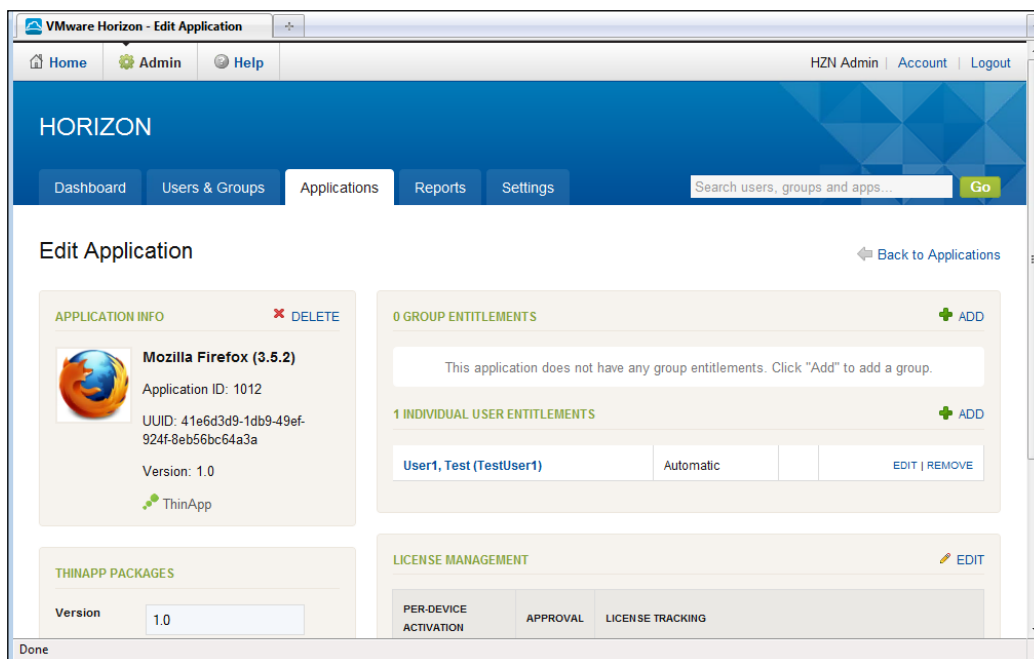 VMware Horizon - Edit Application
Home Admin Help HZN Admin | Account | Logout
HORIZON
Dashboard Users & Groups Applications Reports Settings Search users, groups and apps... Go
Edit Application Back to Applications
APPLICATION INFO DELETE
Mozilla Firefox (3.5.2)
Application ID: 1012
UUID: 41e6d3d9-1db9-49ef-
924f-8eb56bc64a3a
Version: 1.0
ThinApp
THINAPP PACKAGES
Version 1.0
0 GROUP ENTITLEMENTS ADD
This application does not have any group entitlements. Click "Add" to add a group.
1 INDIVIDUAL USER ENTITLEMENTS ADD
User1, Test (TestUser1) Automatic EDIT | REMOVE
LICENSE MANAGEMENT EDIT
PER-DEVICE
ACTIVATION APPROVAL LICENSE TRACKING
Done